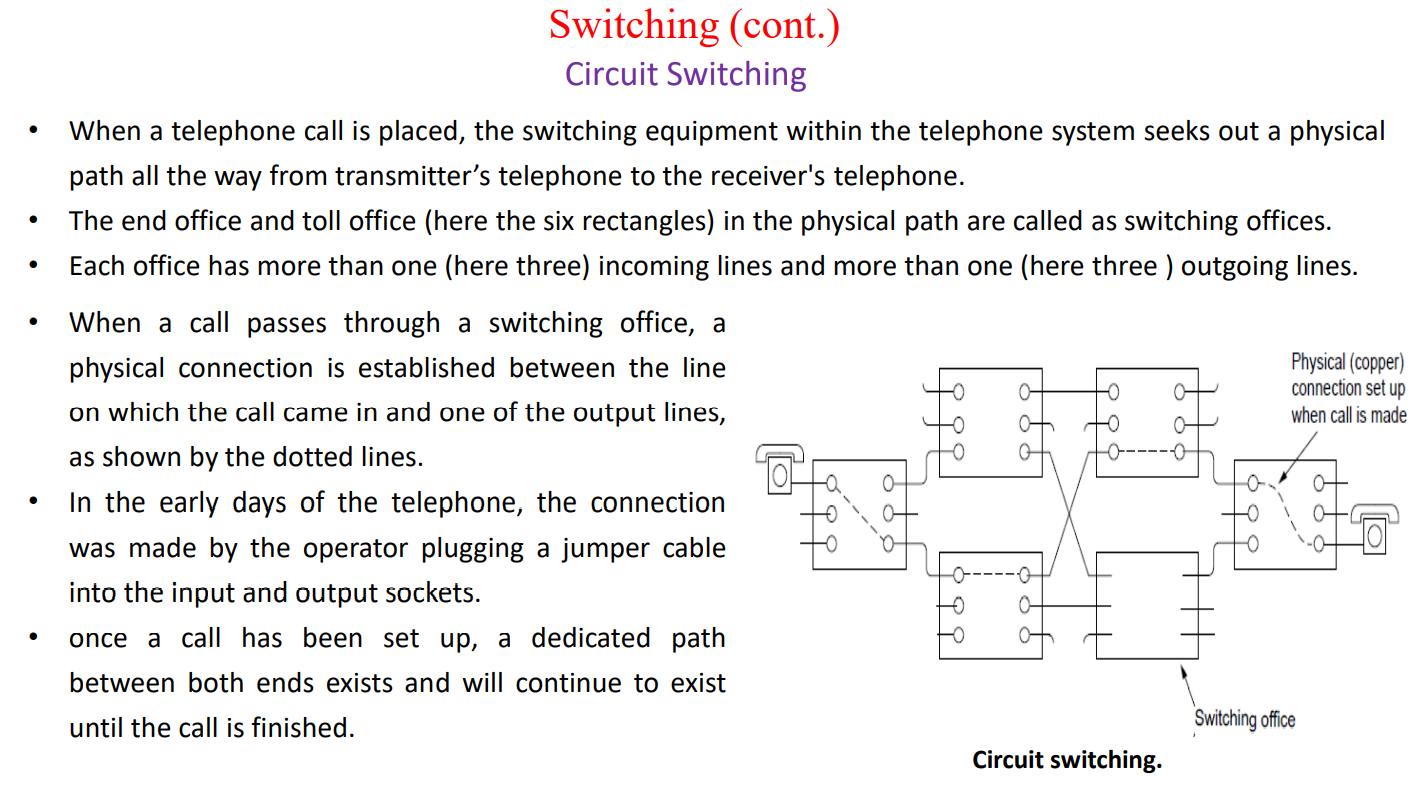 Switching (cont.)
Circuit Switching
• When a telephone call is placed, the switching equipment within the telephone system seeks out a physical
path all the way from transmitter’s telephone to the receiver's telephone.
• The end office and toll office (here the six rectangles) in the physical path are called as switching offices.
• Each office has more than one (here three) incoming lines and more than one (here three ) outgoing lines.
• When a call passes through a switching office, a
physical connection is established between the line
on which the call came in and one of the output lines,
as shown by the dotted lines.
• In the early days of the telephone, the connection
was made by the operator plugging a jumper cable
into the input and output sockets.
• once a call has been set up, a dedicated path
between both ends exists and will continue to exist
until the call is finished.
Physical (copper)
connection set up
when call is made
Switching office
Circuit switching.